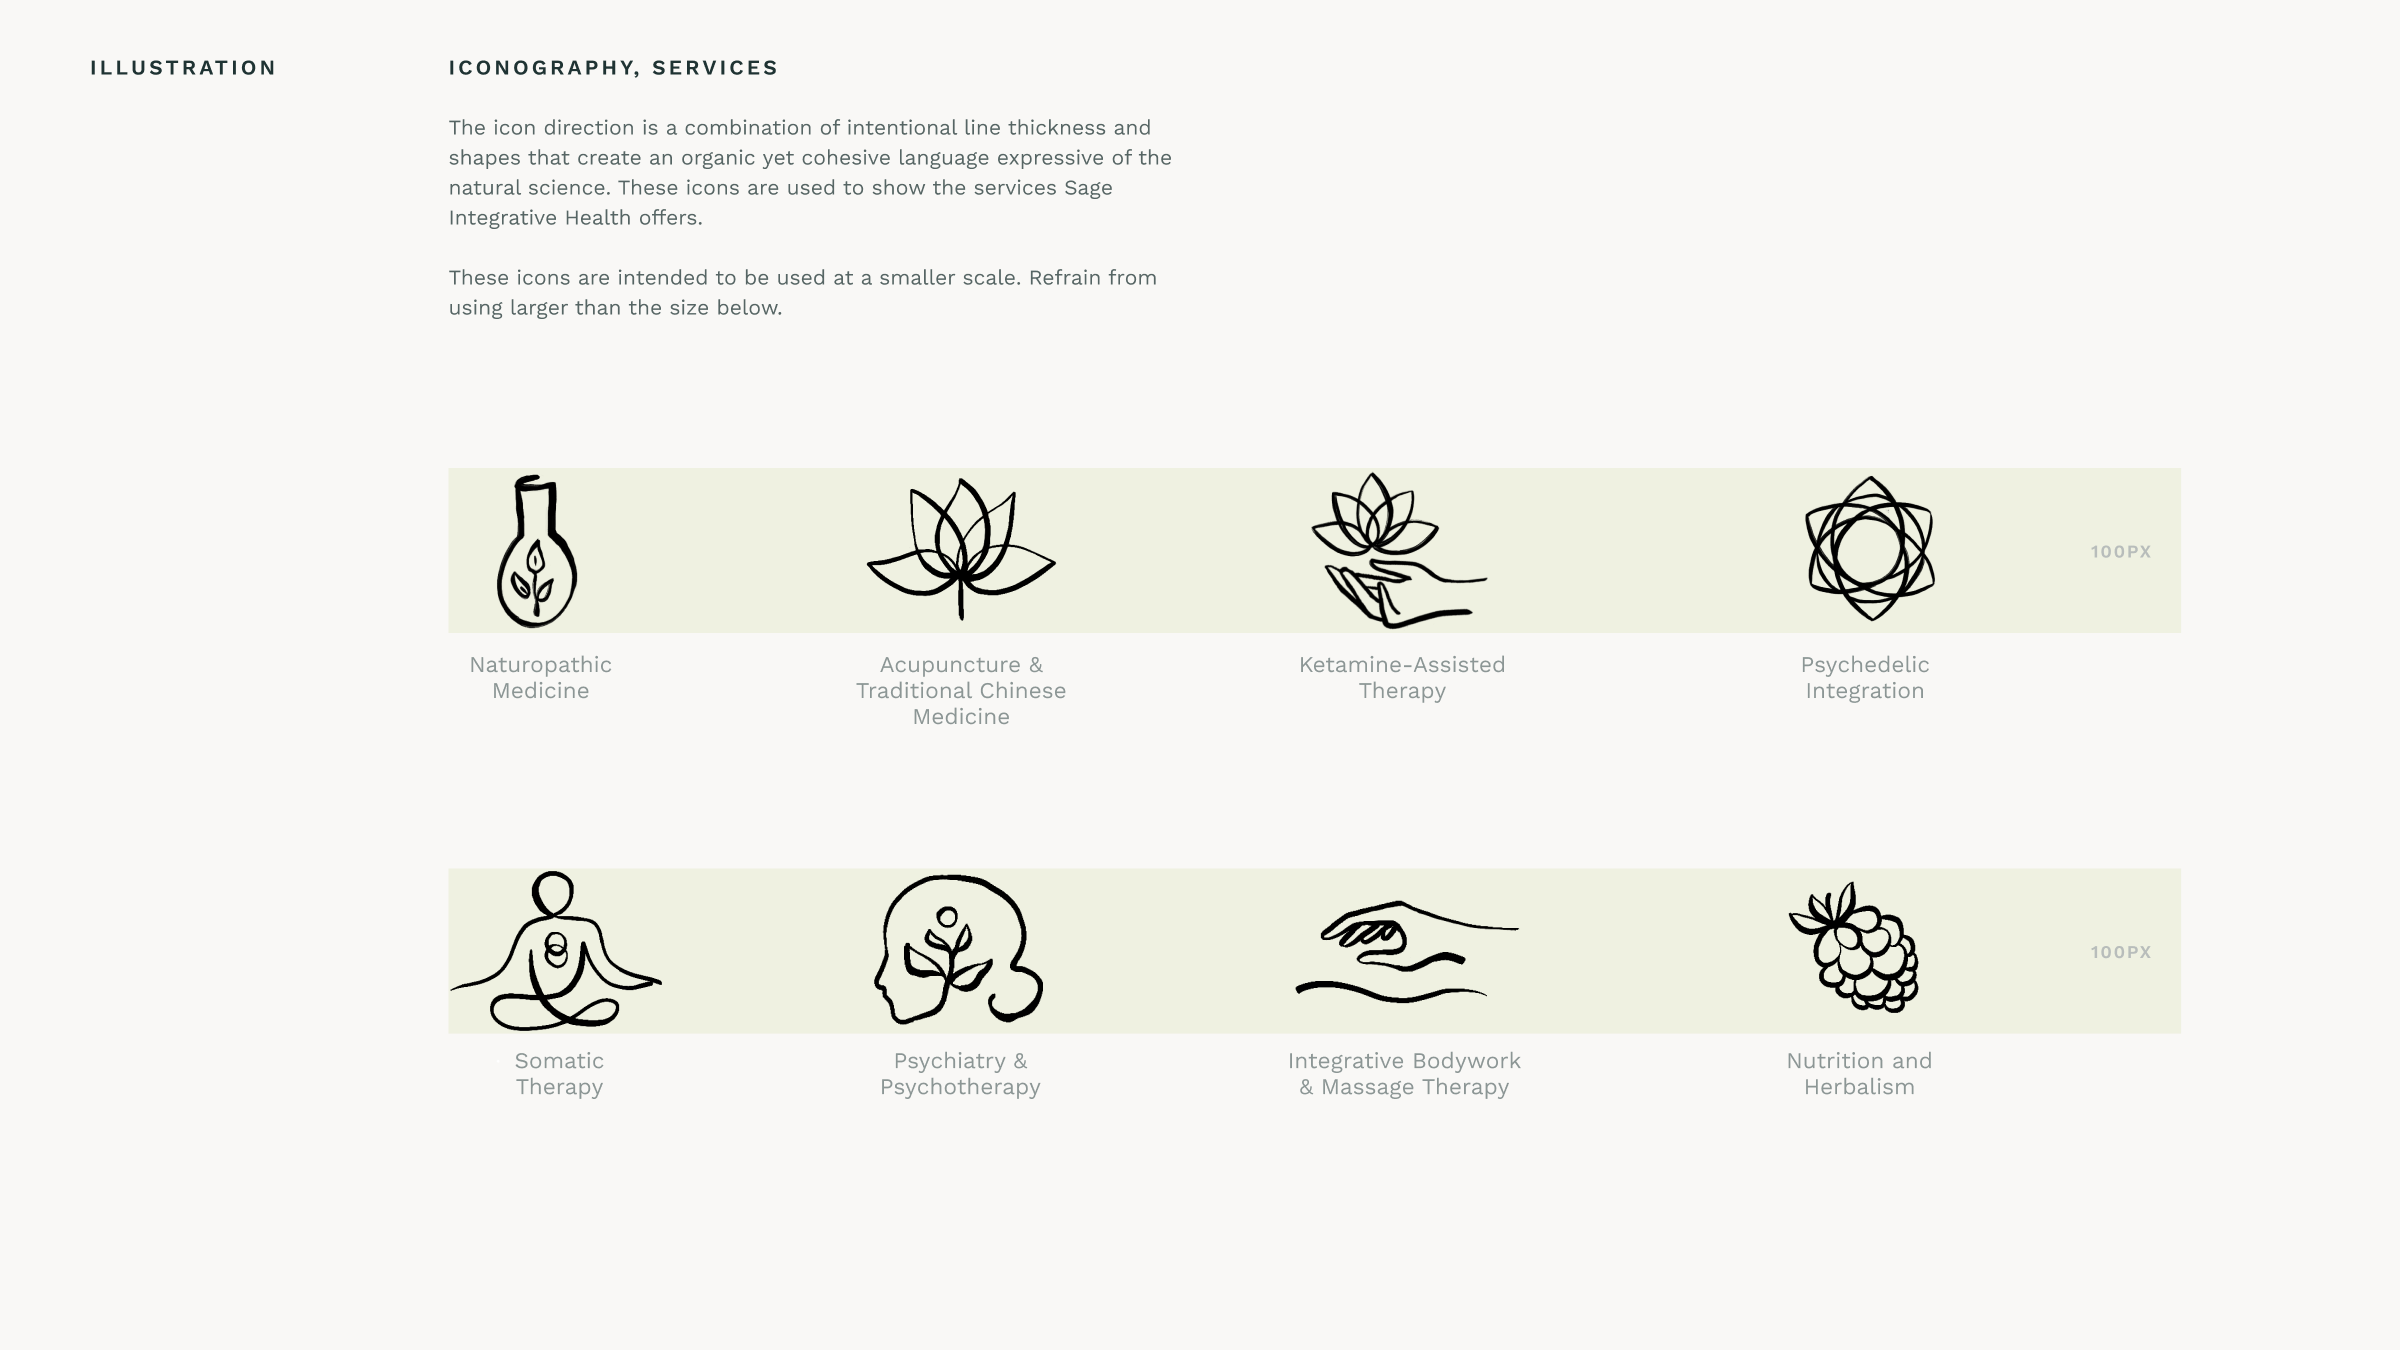 ILLUSTRATION
ICONOGRAPHY, SERVICES
The icon direction is a combination of intentional line thickness and
shapes that create an organic yet cohesive language expressive of the
natural science. These icons are used to show the services Sage
Integrative Health offers.
These icons are intended to be used at a smaller scale. Refrain from
using larger than the size below.
100PX
Naturopathic
Medicine
Acupuncture &
Traditional Chinese
Medicine
Ketamine-Assisted
Therapy
Psychedelic
Integration
100PX
Somatic
Therapy
Psychiatry &
Psychotherapy
Integrative Bodywork
& Massage Therapy
Nutrition and
Herbalism